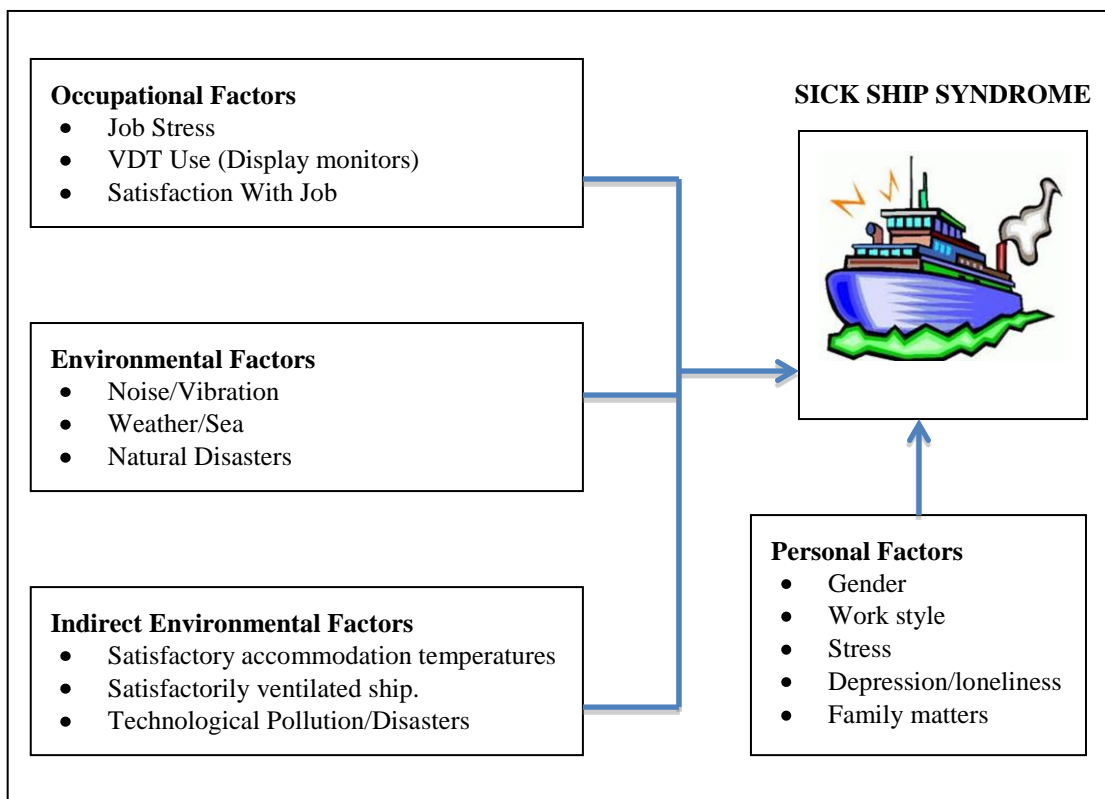 Occupational Factors
● Job Stress
● VDT Use (Display monitors)
● Satisfaction With Job
SICK SHIP SYNDROME
Environmental Factors
● Noise/Vibration
● Weather/Sea
● Natural Disasters
Indirect Environmental Factors
● Satisfactory accommodation temperatures
● Satisfactorily ventilated ship.
● Technological Pollution/Disasters
Personal Factors
● Gender
● Work style
● Stress
● Depression/loneliness
● Family matters